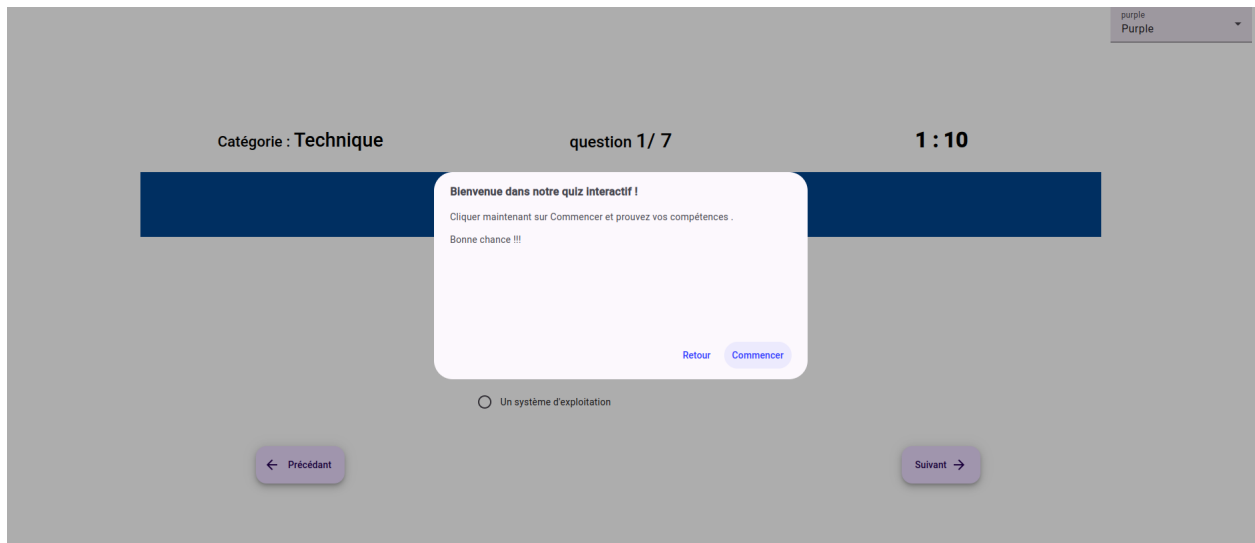 purple
Purple
Catégorie : Technique
question 1/ 7
1 : 10
Bienvenue dans notre quiz interactif !
Cliquer maintenant sur Commencer et prouvez vos compétences .
Bonne chance !!!
Retour
Commencer
Un système d'exploitation
Précédant
Suivant